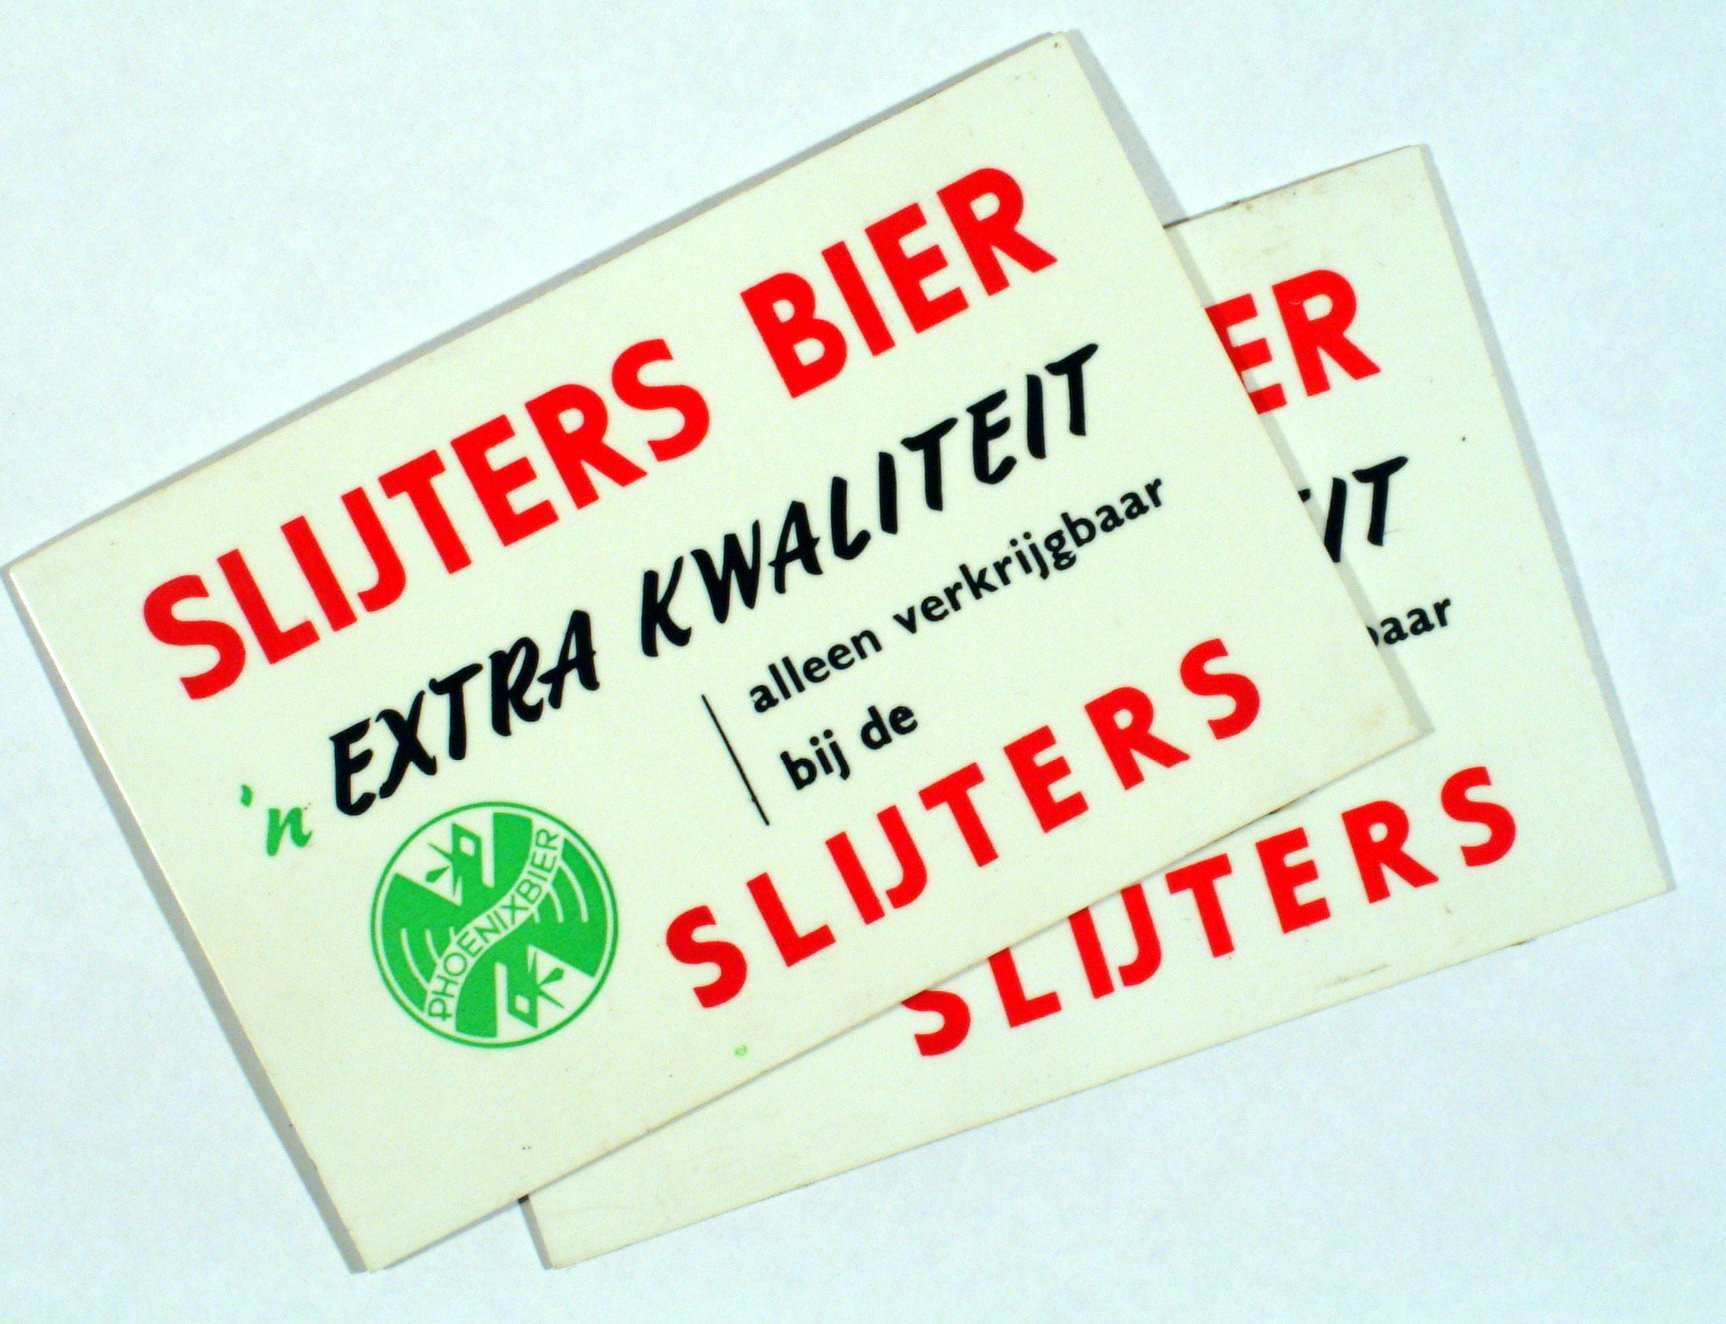 SLIJTERS BIER
'n EXTRA KWALITEIT
alleen verkrijgbaar
bij de
SLIJTERS
PHOENIXBIER
ER
IT
baar
SLIJTERS